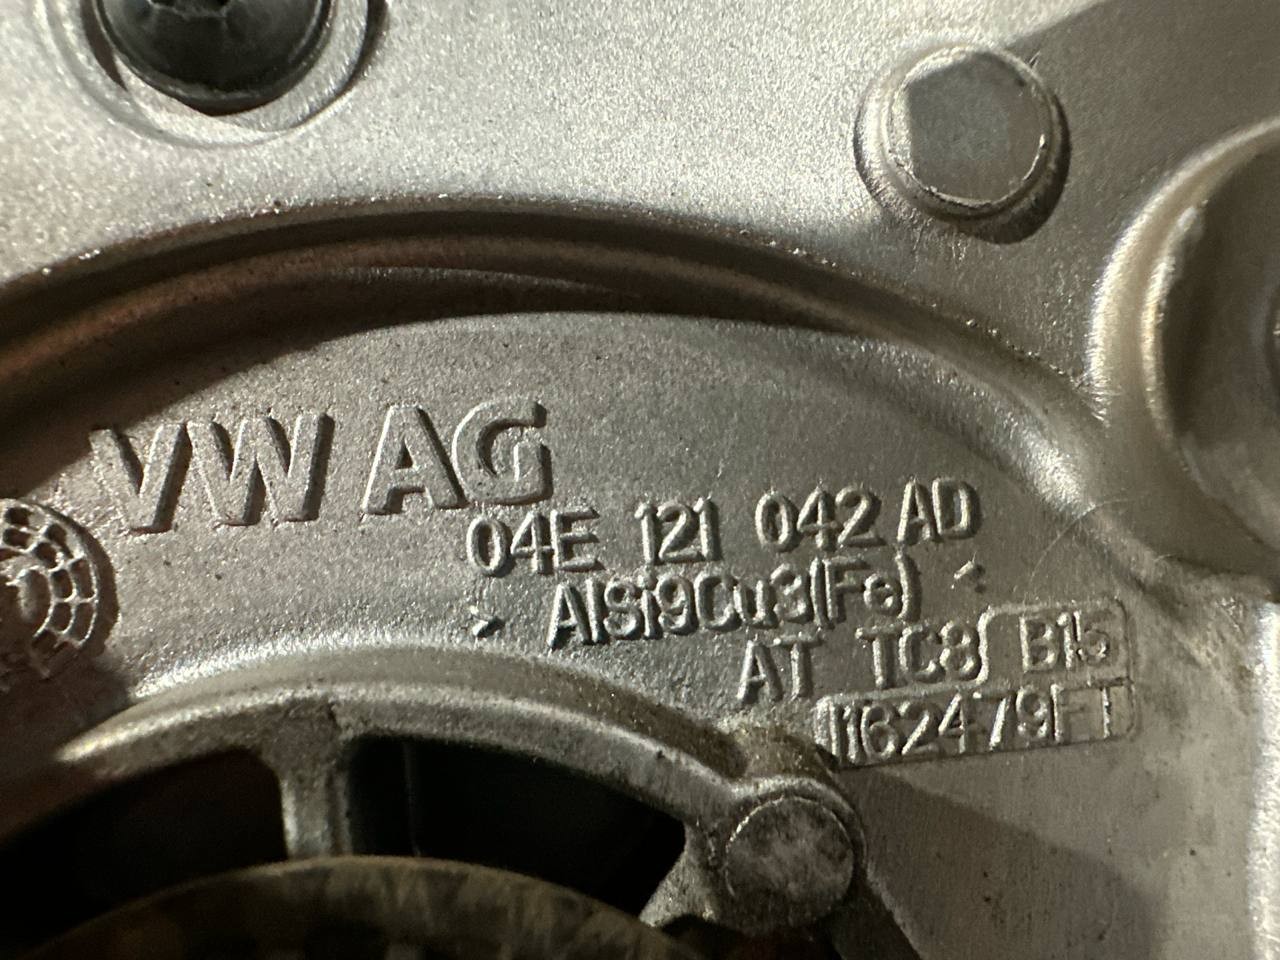 VW AG
04E 121 042 AD
> AlSi9Cu3(Fe) <
AT TC8 B15
1162479FT